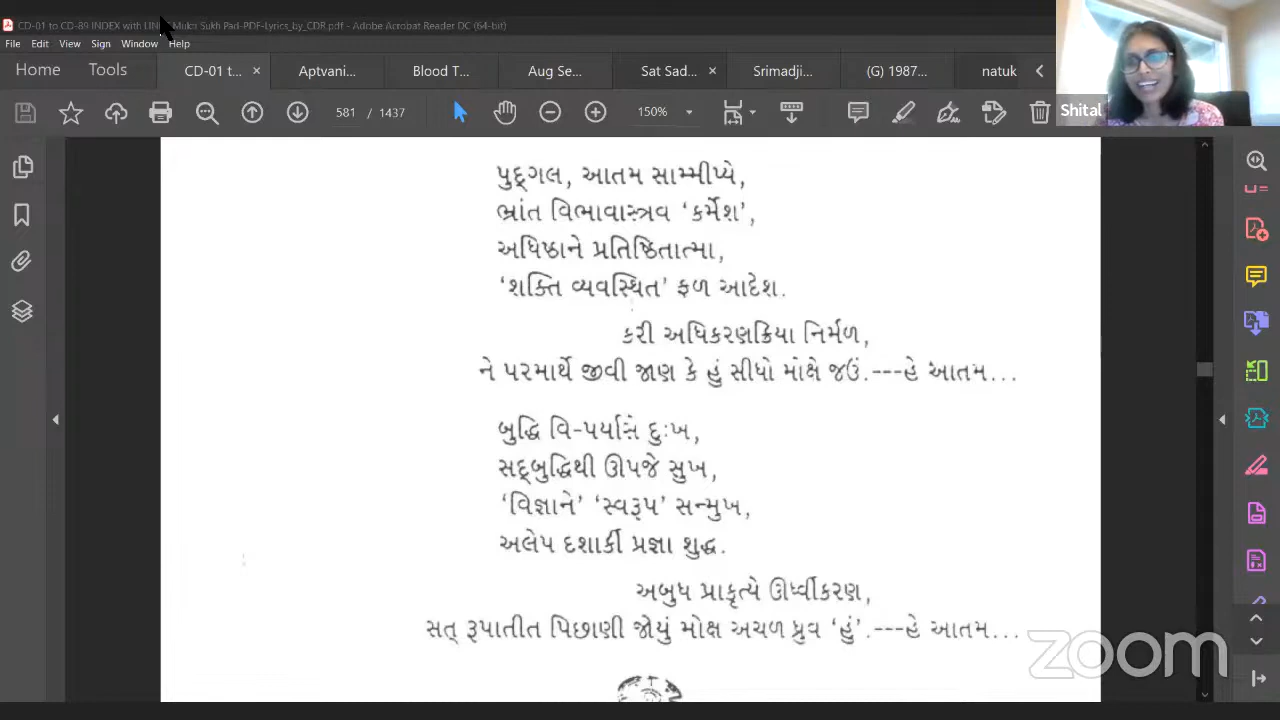 CD-01 to CD-89 INDEX with LINK Mukta Sukh Pad-PDF-Lyrics_by_CDR.pdf - Adobe Acrobat Reader DC (64-bit)
File Edit View Sign Window Help
Home Tools CD-01 t... × Aptvani... Blood T... Aug Se... Sat Sad... × Srimadji... (G) 1987... natuk
581 / 1437 150%
Shital
પુદ્ગલ, આતમ સામ્મીપ્યે,
ભ્રાંત વિભાવાસ્ત્રવ ‘કર્મેશ’,
અધિષ્ઠાને પ્રતિષ્ઠિતાત્મા,
‘શક્તિ વ્યવસ્થિત’ ફળ આદેશ.
કરી અધિકરણક્રિયા નિર્મળ,
ને પરમાર્થે જીવી જાણ કે હું સીધો મોક્ષે જઉં.---હે આતમ...
બુદ્ધિ વિ-પર્યાસે દુઃખ,
સદ્બુદ્ધિથી ઊપજે સુખ,
‘વિજ્ઞાને’ ‘સ્વરૂપ’ સન્મુખ,
અલેપ દશાર્કી પ્રજ્ઞા શુદ્ધ.
અબુધ પ્રાકૃત્યે ઊર્ધ્વીકરણ,
સત્ રૂપાતીત પિછાણી જોયું મોક્ષ અચળ ધ્રુવ ‘હું’.---હે આતમ...
zoom